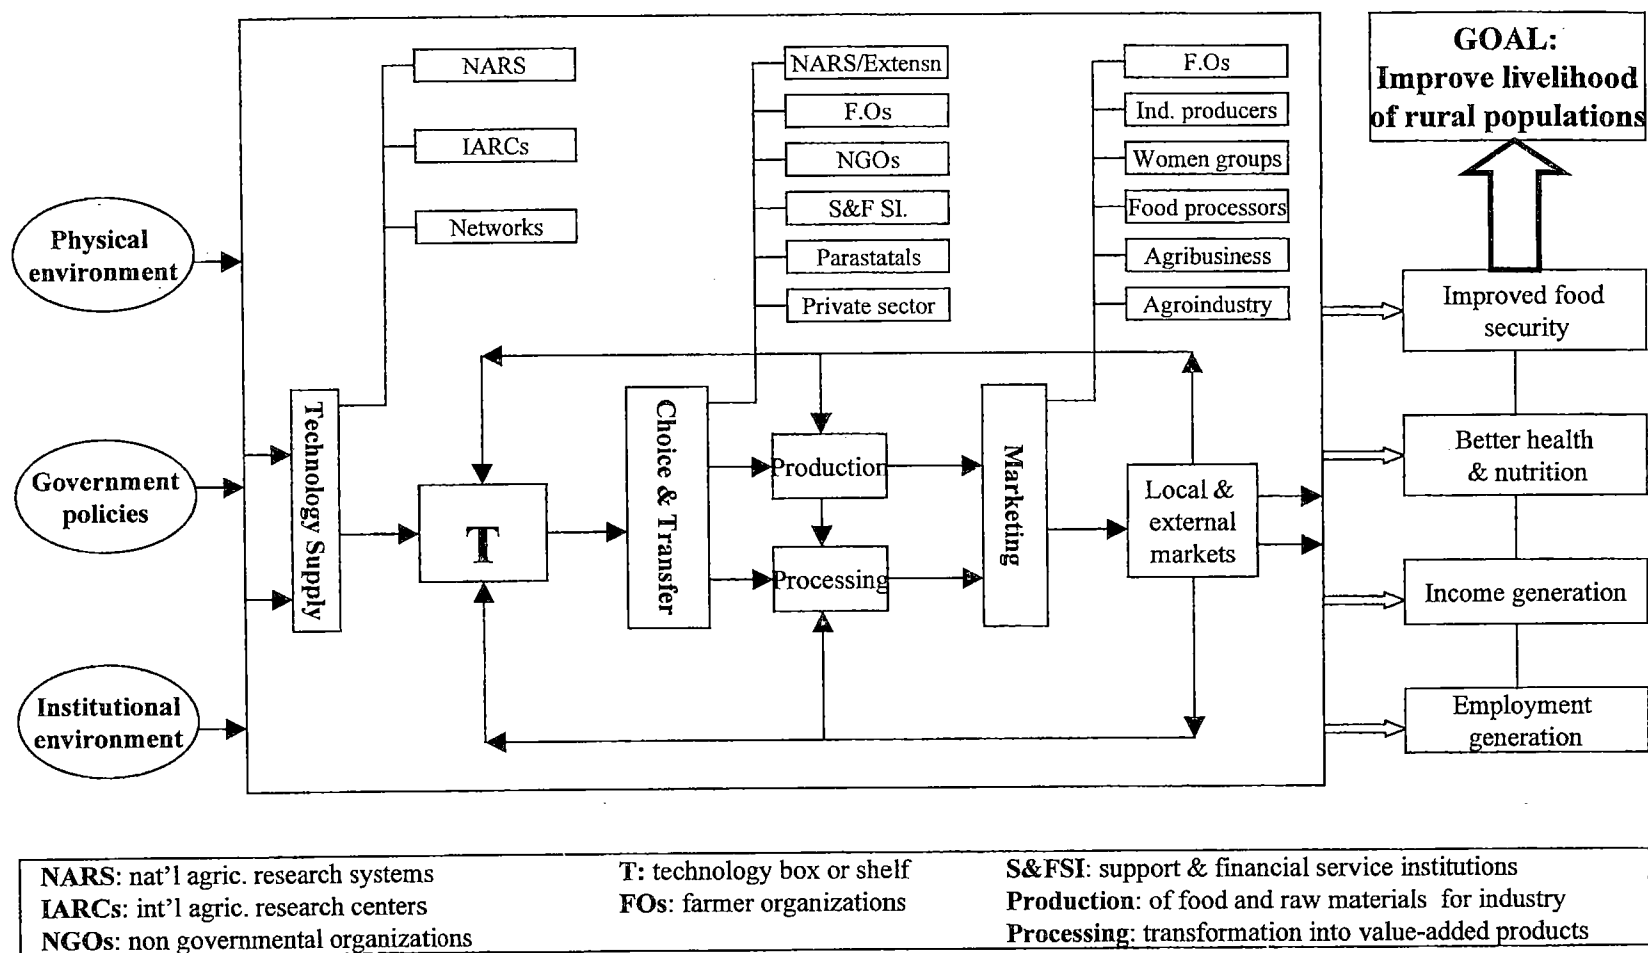 GOAL:
Improve livelihood
of rural populations
NARS
IARCs
Networks
NARS/Extensn
F.Os
NGOs
S&F SI.
Parastatals
Private sector
F.Os
Ind. producers
Women groups
Food processors
Agribusiness
Agroindustry
Physical
environment
Government
policies
Institutional
environment
Technology Supply
T
Choice & Transfer
Production
Processing
Marketing
Local &
external
markets
Improved food
security
Better health
& nutrition
Income generation
Employment
generation
NARS: nat'l agric. research systems
IARCs: int'l agric. research centers
NGOs: non governmental organizations
T: technology box or shelf
FOs: farmer organizations
S&FSI: support & financial service institutions
Production: of food and raw materials for industry
Processing: transformation into value-added products